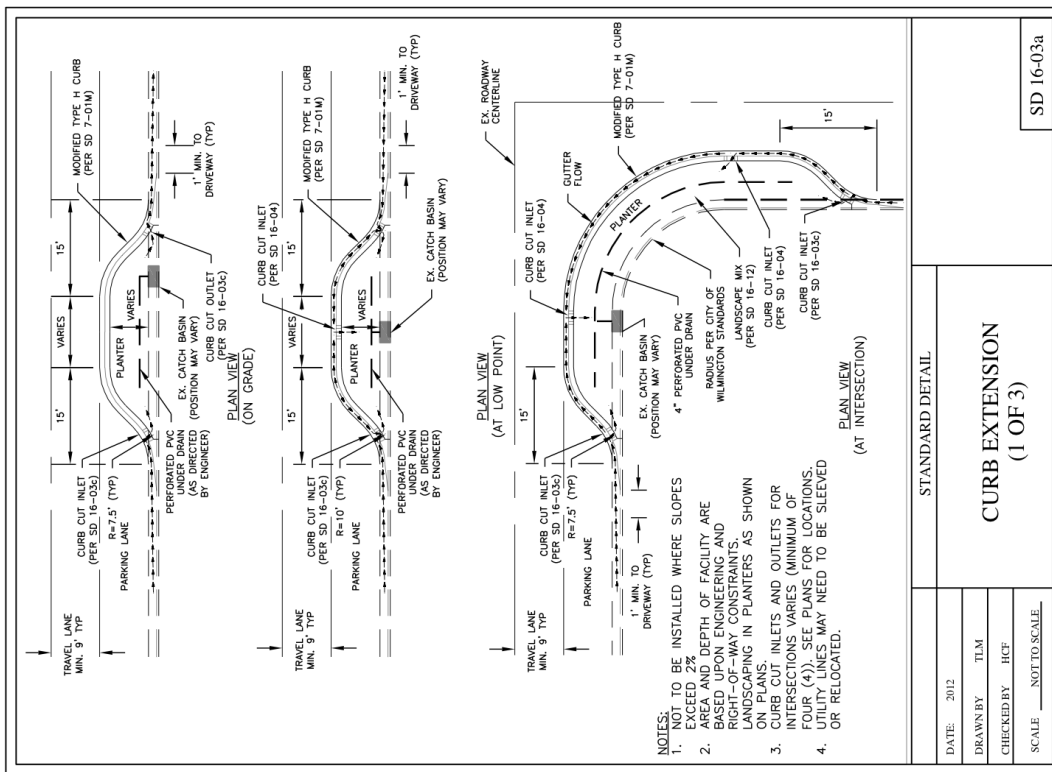 TRAVEL LANE
MIN. 9' TYP
15'
VARIES
15'
MODIFIED TYPE H CURB
(PER SD 7-01M)
PLANTER
VARIES
CURB CUT INLET
(PER SD 16-03c)
R=7.5' (TYP)
PARKING LANE
PERFORATED PVC
UNDER DRAIN
(AS DIRECTED
BY ENGINEER)
EX. CATCH BASIN
(POSITION MAY VARY)
CURB CUT OUTLET
(PER SD 16-03c)
1' MIN. TO
DRIVEWAY (TYP)
PLAN VIEW
(ON GRADE)
TRAVEL LANE
MIN. 9' TYP
15'
VARIES
15'
CURB CUT INLET
(PER SD 16-04)
MODIFIED TYPE H CURB
(PER SD 7-01M)
PLANTER
VARIES
CURB CUT INLET
(PER SD 16-03c)
R=10' (TYP)
PARKING LANE
PERFORATED PVC
UNDER DRAIN
(AS DIRECTED
BY ENGINEER)
EX. CATCH BASIN
(POSITION MAY VARY)
1' MIN. TO
DRIVEWAY (TYP)
PLAN VIEW
(AT LOW POINT)
TRAVEL LANE
MIN. 9' TYP
15'
CURB CUT INLET
(PER SD 16-04)
GUTTER
FLOW
EX. ROADWAY
CENTERLINE
MODIFIED TYPE H CURB
(PER SD 7-01M)
15'
PLANTER
CURB CUT INLET
(PER SD 16-03c)
R=7.5' (TYP)
PARKING LANE
1' MIN. TO
DRIVEWAY (TYP)
EX. CATCH BASIN
(POSITION MAY VARY)
4" PERFORATED PVC
UNDER DRAIN
RADIUS PER CITY OF
WILMINGTON STANDARDS
LANDSCAPE MIX
(PER SD 16-12)
CURB CUT INLET
(PER SD 16-04)
CURB CUT INLET
(PER SD 16-03c)
PLAN VIEW
(AT INTERSECTION)
NOTES:
1. NOT TO BE INSTALLED WHERE SLOPES
EXCEED 2%
2. AREA AND DEPTH OF FACILITY ARE
BASED UPON ENGINEERING AND
RIGHT-OF-WAY CONSTRAINTS.
LANDSCAPING IN PLANTERS AS SHOWN
ON PLANS.
3. CURB CUT INLETS AND OUTLETS FOR
INTERSECTIONS VARIES (MINIMUM OF
FOUR (4)). SEE PLANS FOR LOCATIONS.
4. UTILITY LINES MAY NEED TO BE SLEEVED
OR RELOCATED.
DATE: 2012
DRAWN BY TLM
CHECKED BY HCF
SCALE NOT TO SCALE
STANDARD DETAIL
CURB EXTENSION
(1 OF 3)
SD 16-03a